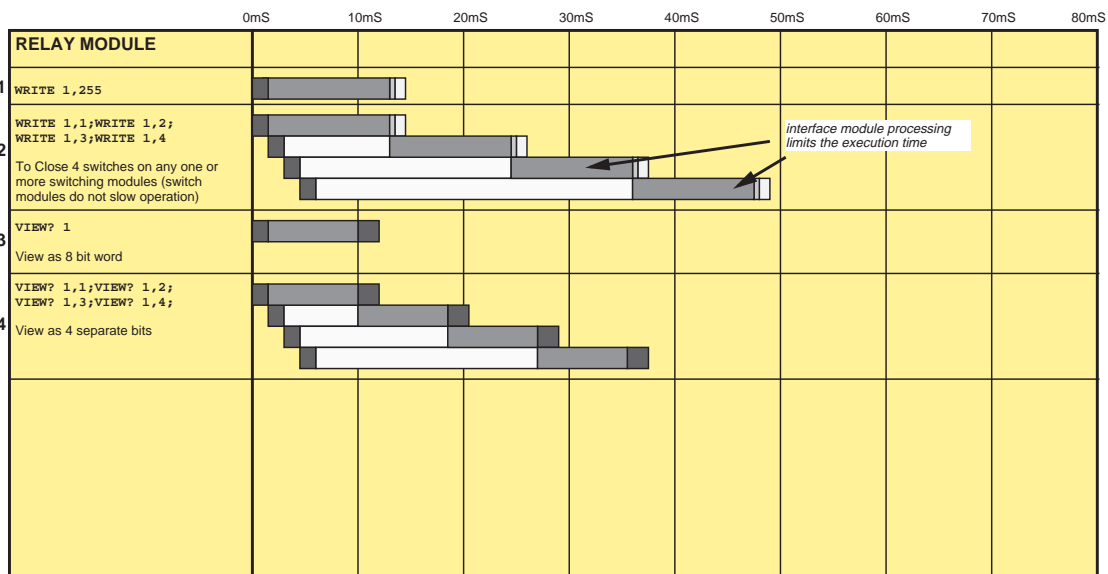 0mS 10mS 20mS 30mS 40mS 50mS 60mS 70mS 80mS
RELAY MODULE
1 WRITE 1,255
WRITE 1,1;WRITE 1,2;
WRITE 1,3;WRITE 1,4
2
To Close 4 switches on any one or
more switching modules (switch
modules do not slow operation)
interface module processing
limits the execution time
VIEW? 1
3
View as 8 bit word
VIEW? 1,1;VIEW? 1,2;
VIEW? 1,3;VIEW? 1,4;
4
View as 4 separate bits